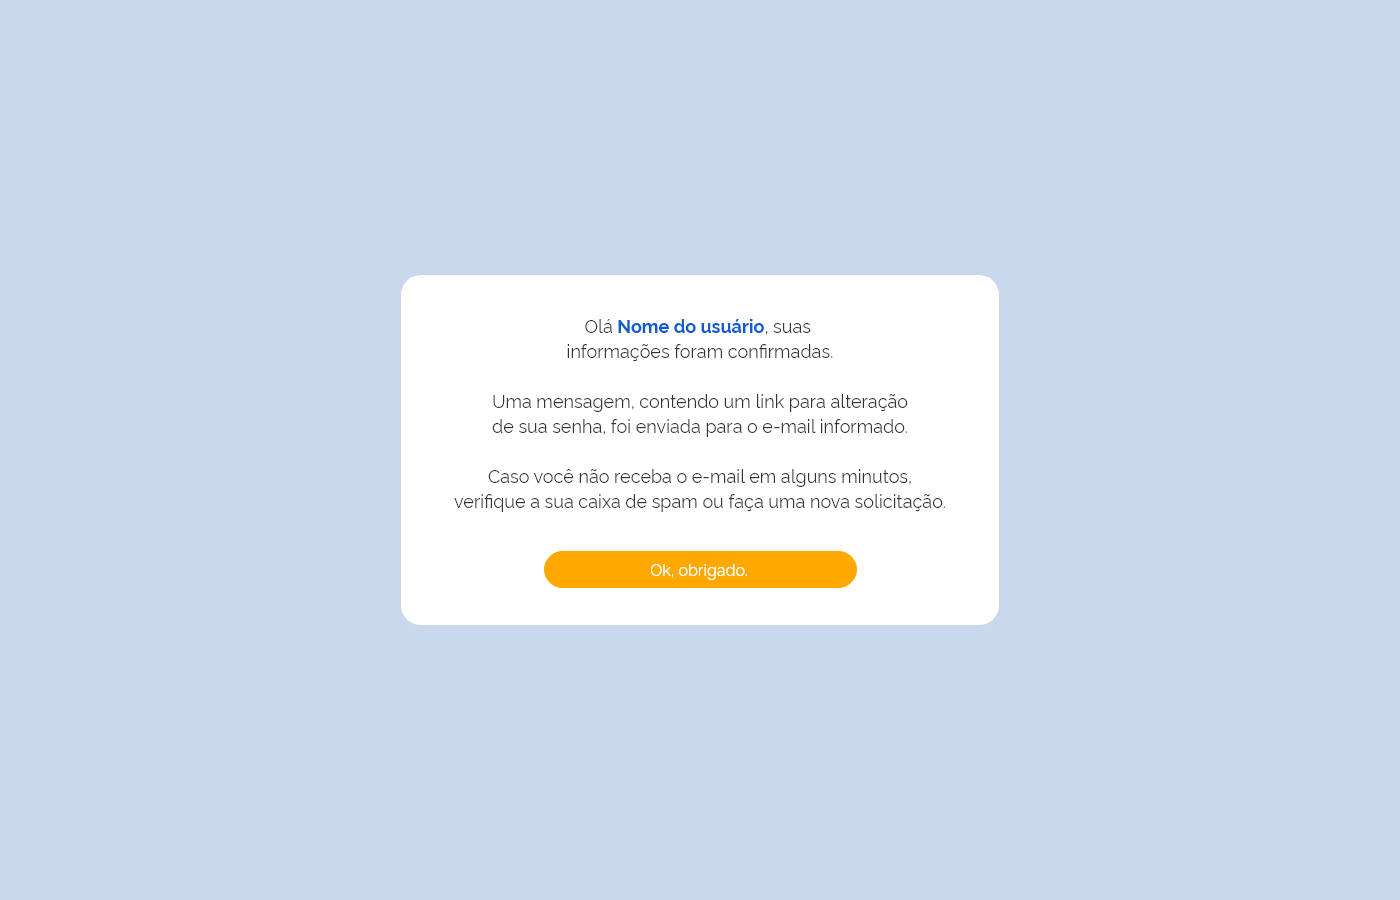 Olá Nome do usuário, suas
informações foram confirmadas.
Uma mensagem, contendo um link para alteração
de sua senha, foi enviada para o e-mail informado.
Caso você não receba o e-mail em alguns minutos,
verifique a sua caixa de spam ou faça uma nova solicitação.
Ok, obrigado.